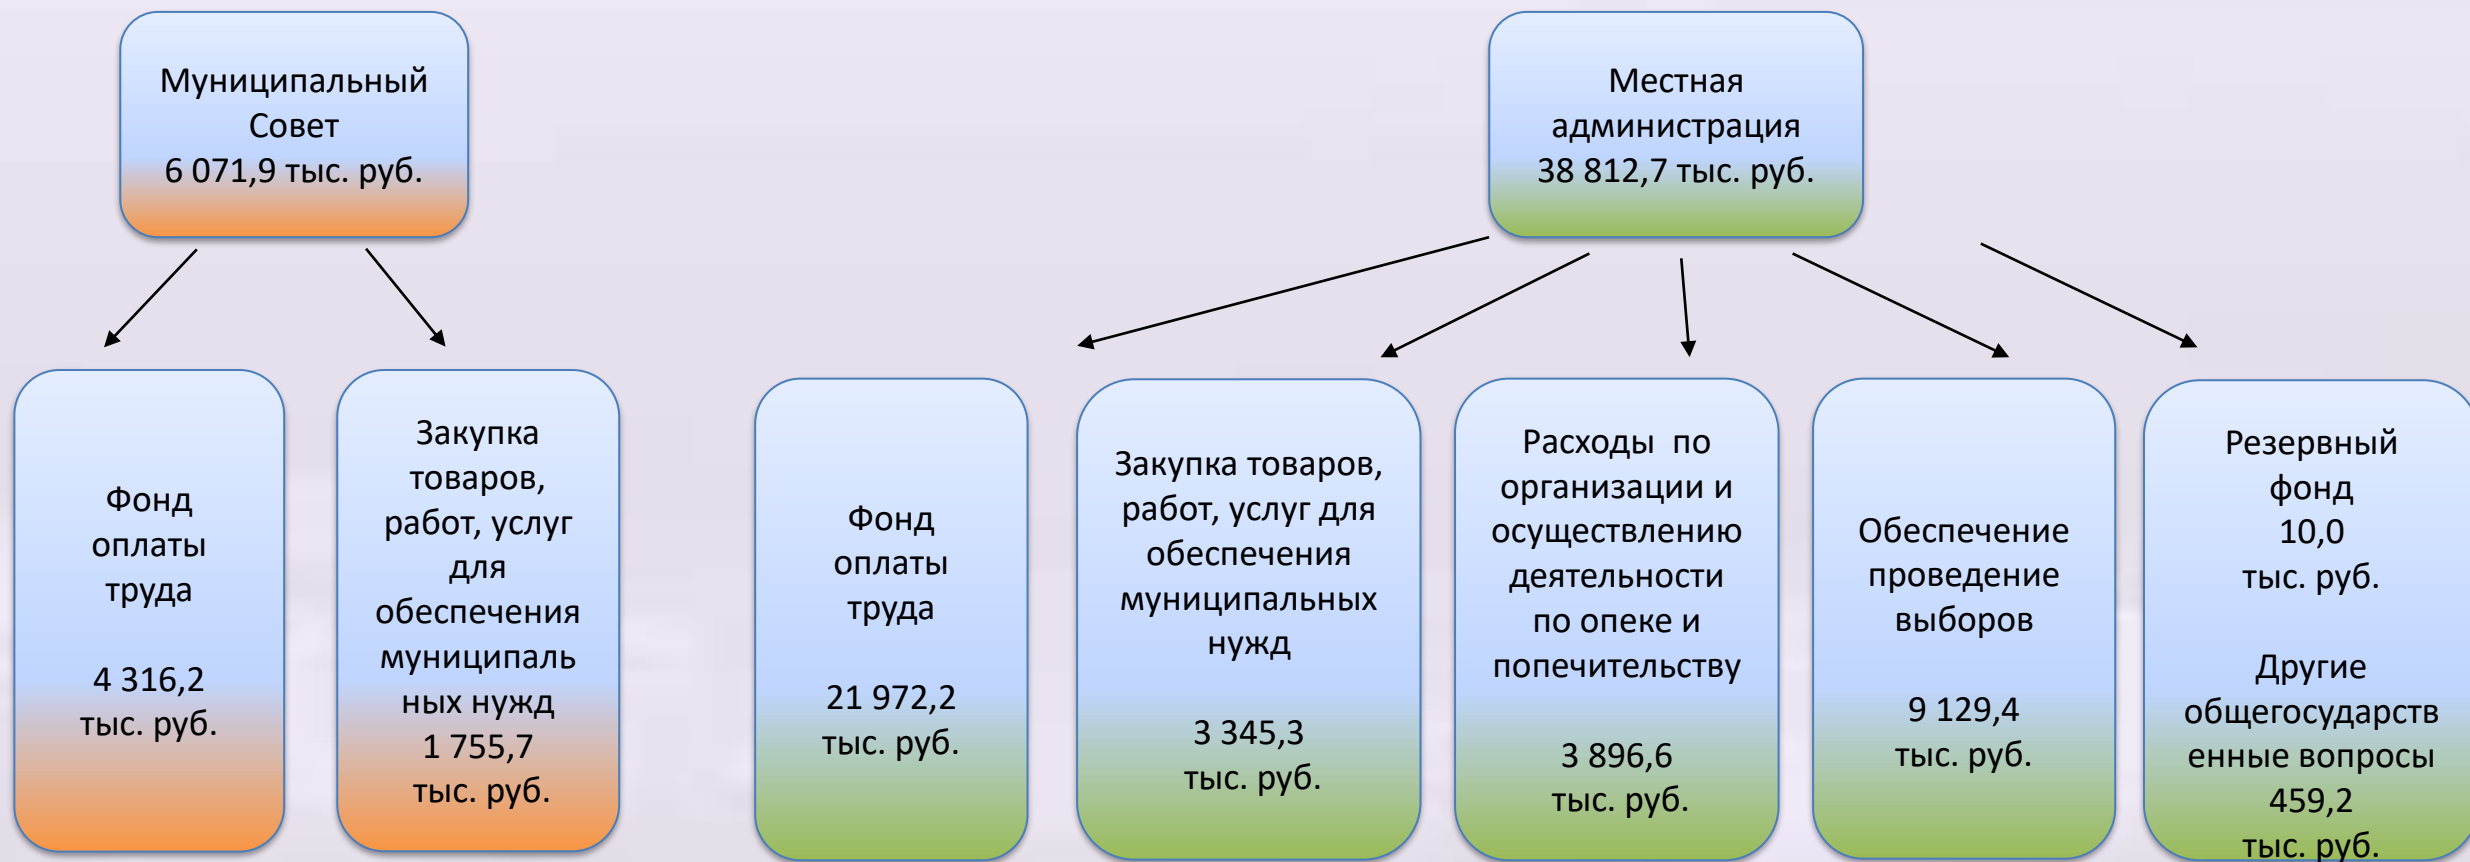 Муниципальный
Совет
6 071,9 тыс. руб.
Местная
администрация
38 812,7 тыс. руб.
Фонд
оплаты
труда
4 316,2
тыс. руб.
Закупка
товаров,
работ, услуг
для
обеспечения
муниципаль
ных нужд
1 755,7
тыс. руб.
Фонд
оплаты
труда
21 972,2
тыс. руб.
Закупка товаров,
работ, услуг для
обеспечения
муниципальных
нужд
3 345,3
тыс. руб.
Расходы  по
организации и
осуществлению
деятельности
по опеке и
попечительству
3 896,6
тыс. руб.
Обеспечение
проведение
выборов
9 129,4
тыс. руб.
Резервный
фонд
10,0
тыс. руб.
Другие
общегосударств
енные вопросы
459,2
тыс. руб.